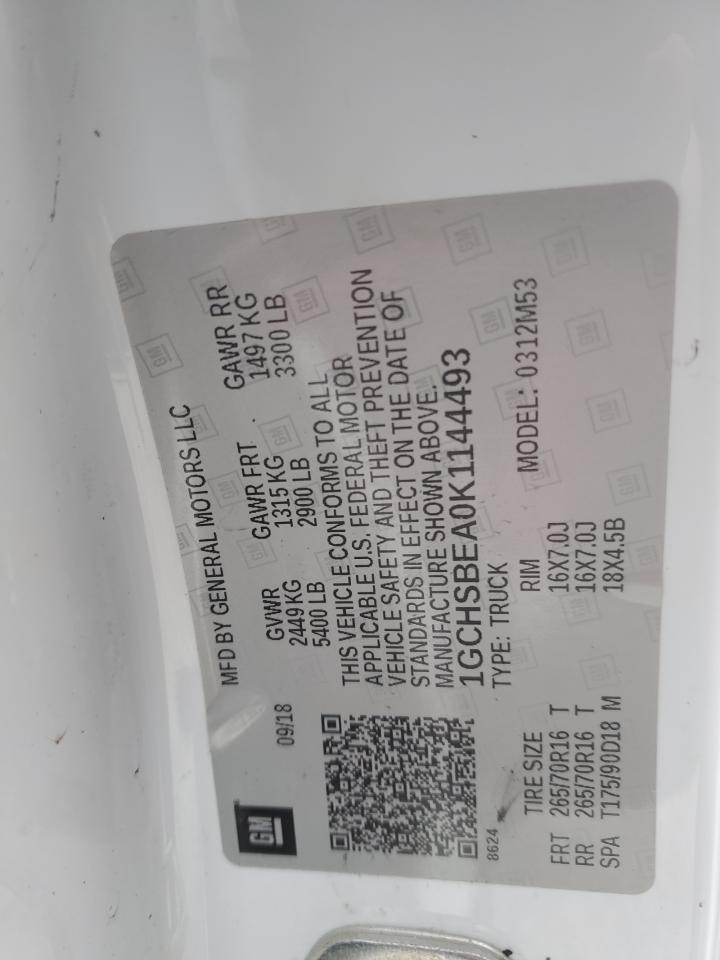 GM
09/18
MFD BY GENERAL MOTORS LLC
GVWR GAWR FRT GAWR RR
2449 KG 1315 KG 1497 KG
5400 LB 2900 LB 3300 LB
THIS VEHICLE CONFORMS TO ALL
APPLICABLE U.S. FEDERAL MOTOR
VEHICLE SAFETY AND THEFT PREVENTION
STANDARDS IN EFFECT ON THE DATE OF
MANUFACTURE SHOWN ABOVE.
1GCHSBEA0K1144493
8624 TYPE: TRUCK
TIRE SIZE RIM MODEL: 0312M53
FRT 265/70R16 T 16X7.0J
RR 265/70R16 T 16X7.0J
SPA T175/90D18 M 18X4.5B